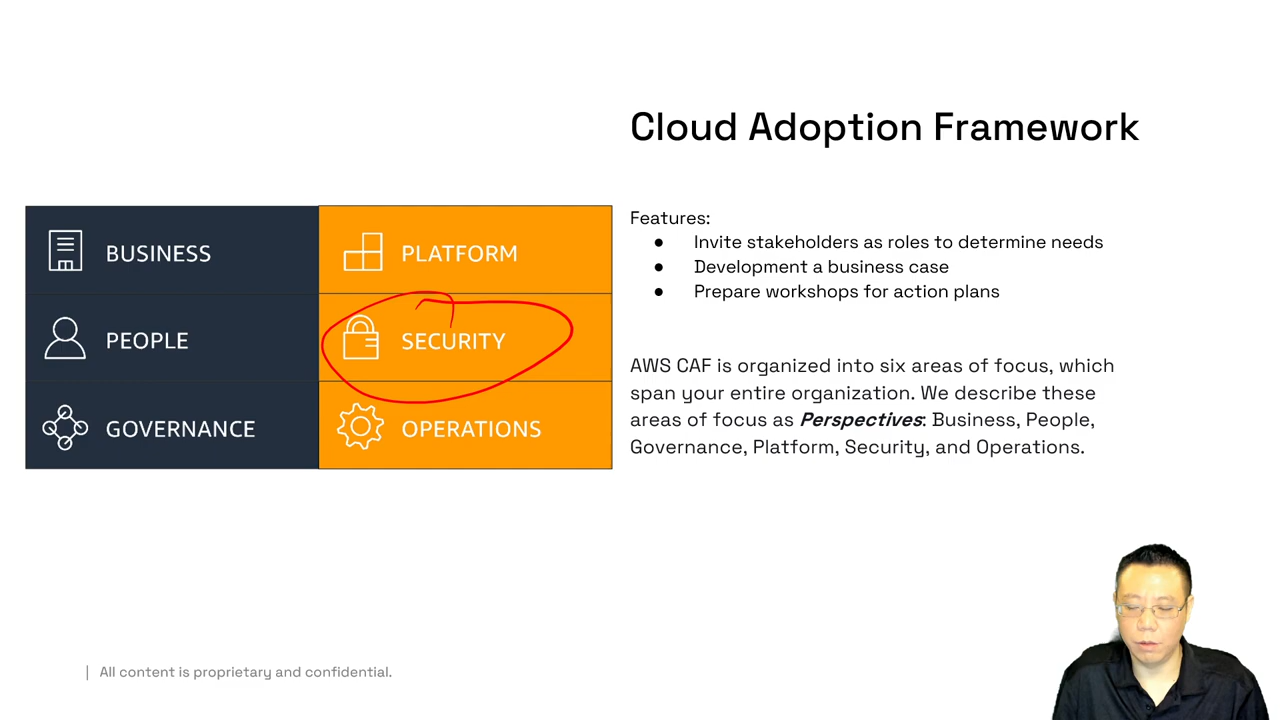 Cloud Adoption Framework
BUSINESS
PLATFORM
PEOPLE
SECURITY
GOVERNANCE
OPERATIONS
Features:
● Invite stakeholders as roles to determine needs
● Development a business case
● Prepare workshops for action plans
AWS CAF is organized into six areas of focus, which
span your entire organization. We describe these
areas of focus as Perspectives: Business, People,
Governance, Platform, Security, and Operations.
| All content is proprietary and confidential.